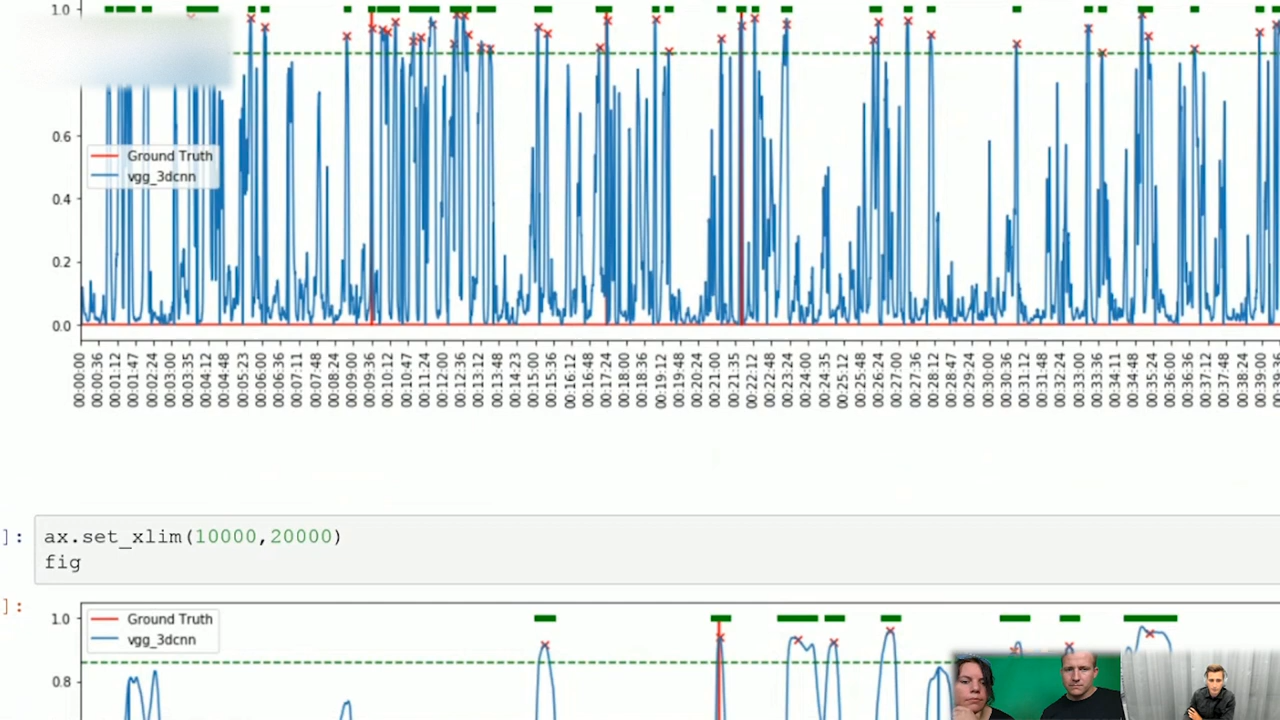 1.0
0.6
Ground Truth
vgg_3dcnn
0.4
0.2
0.0
00:00:00 00:00:36 00:01:12 00:01:47 00:02:24 00:03:00 00:03:35 00:04:12 00:04:48 00:05:23 00:06:00 00:06:36 00:07:11 00:07:48 00:08:24 00:09:00 00:09:36 00:10:12 00:10:47 00:11:24 00:12:00 00:12:36 00:13:12 00:13:48 00:14:23 00:15:00 00:15:36 00:16:12 00:16:48 00:17:24 00:18:00 00:18:36 00:19:12 00:19:48 00:20:24 00:21:00 00:21:35 00:22:12 00:22:48 00:23:24 00:24:00 00:24:35 00:25:12 00:25:48 00:26:24 00:27:00 00:27:36 00:28:12 00:28:47 00:29:24 00:30:00 00:30:36 00:31:12 00:31:48 00:32:24 00:33:00 00:33:36 00:34:11 00:34:48 00:35:24 00:36:00 00:36:35 00:37:12 00:37:48 00:38:24 00:39:00
]:
ax.set_xlim(10000,20000)
fig
]:
1.0
Ground Truth
vgg_3dcnn
0.8